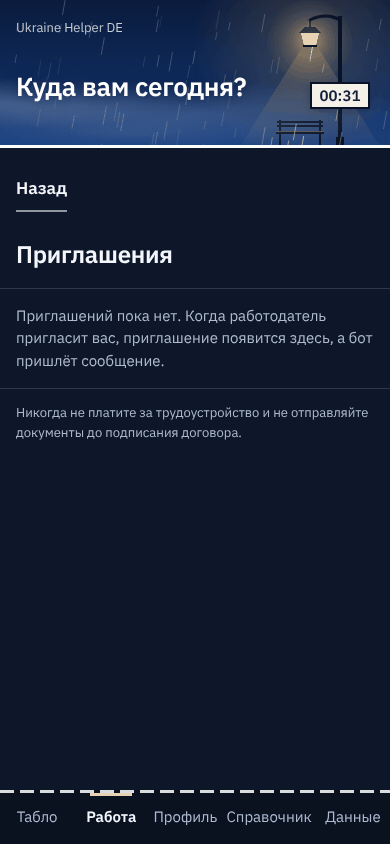 Ukraine Helper DE
Куда вам сегодня?
00:31
Назад
Приглашения
Приглашений пока нет. Когда работодатель
пригласит вас, приглашение появится здесь, а бот
пришлёт сообщение.
Никогда не платите за трудоустройство и не отправляйте
документы до подписания договора.
Табло Работа Профиль Справочник Данные